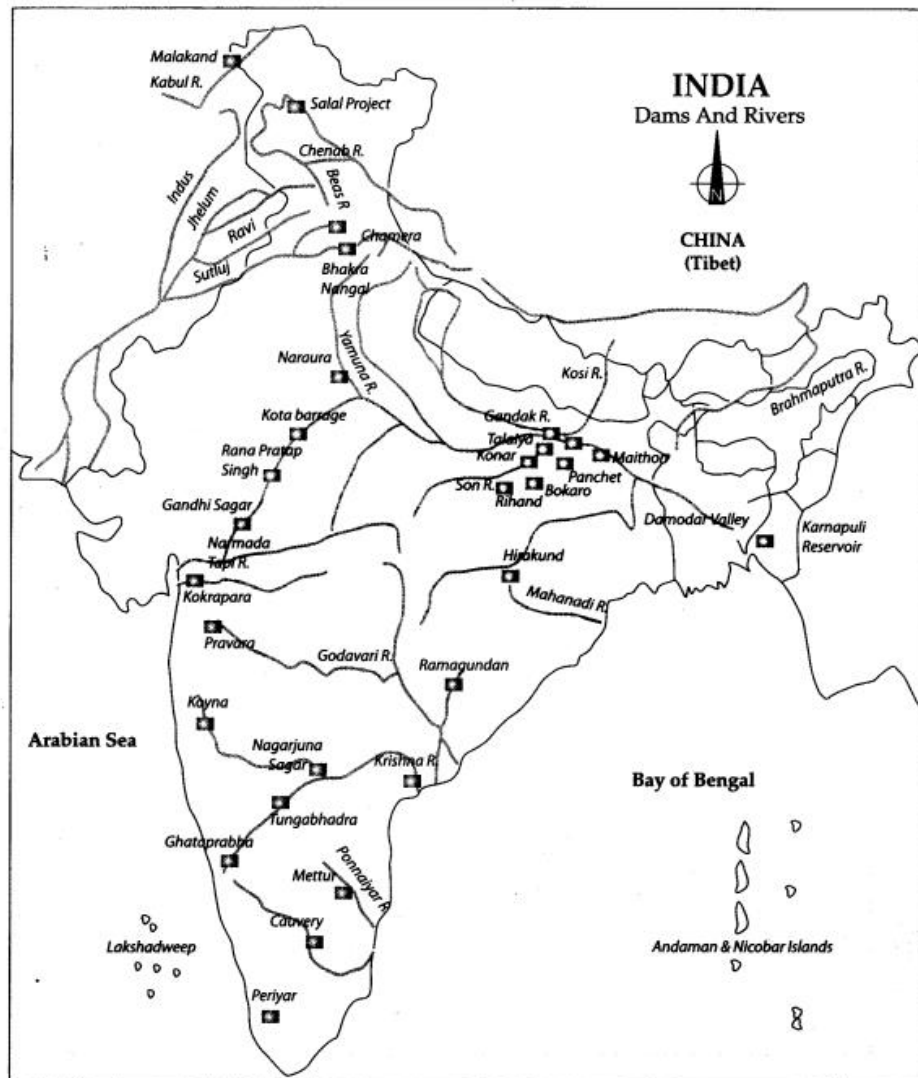 INDIA
Dams And Rivers
N
CHINA
(Tibet)
Malakand
Kabul R.
Salal Project
Chenab R.
Indus
Jhelum
Beas R
Ravi
Chamera
Sutluj
Bhakra
Nangal
Naraura
Yamuna R.
Kosi R.
Brahmaputra R.
Kota barrage
Gandak R.
Rana Pratap
Singh
Talaiya
Konar
Maithon
Panchet
Son R.
Bokaro
Rihand
Gandhi Sagar
Damodar Valley
Karnapuli
Reservoir
Narmada
Tapi R.
Hirakund
Kokrapara
Mahanadi R.
Pravara
Godavari R.
Ramagundan
Koyna
Arabian Sea
Nagarjuna
Sagar
Krishna R.
Bay of Bengal
Tungabhadra
Ghataprabba
Mettur
Ponnaiyar R.
Cauvery
Lakshadweep
Andaman & Nicobar Islands
Periyar